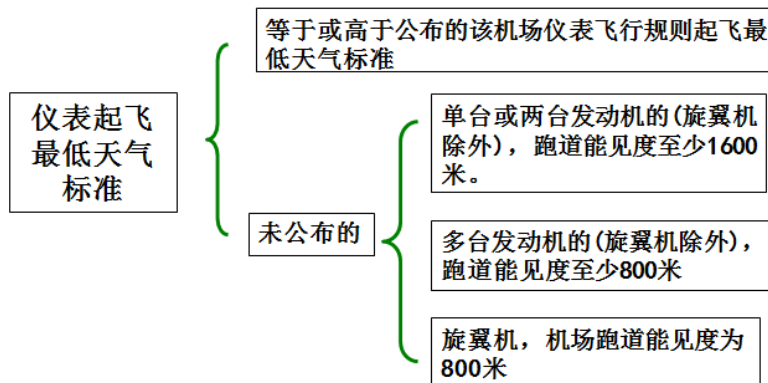 等于或高于公布的该机场仪表飞行规则起飞最
低天气标准
仪表起飞
最低天气
标准
未公布的
单台或两台发动机的(旋翼机
除外)，跑道能见度至少1600
米。
多台发动机的(旋翼机除外)，
跑道能见度至少800米
旋翼机，机场跑道能见度为
800米